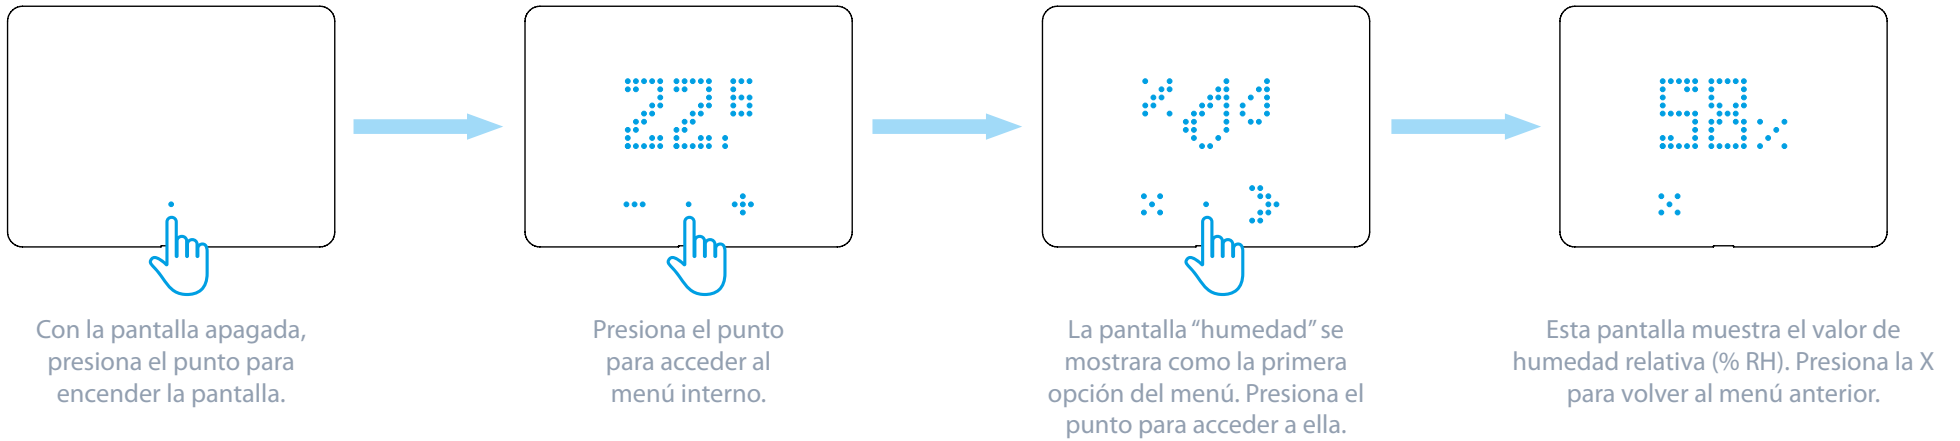 22.6
58%
Con la pantalla apagada,
presiona el punto para
encender la pantalla.
Presiona el punto
para acceder al
menú interno.
La pantalla “humedad” se
mostrara como la primera
opción del menú. Presiona el
punto para acceder a ella.
Esta pantalla muestra el valor de
humedad relativa (% RH). Presiona la X
para volver al menú anterior.